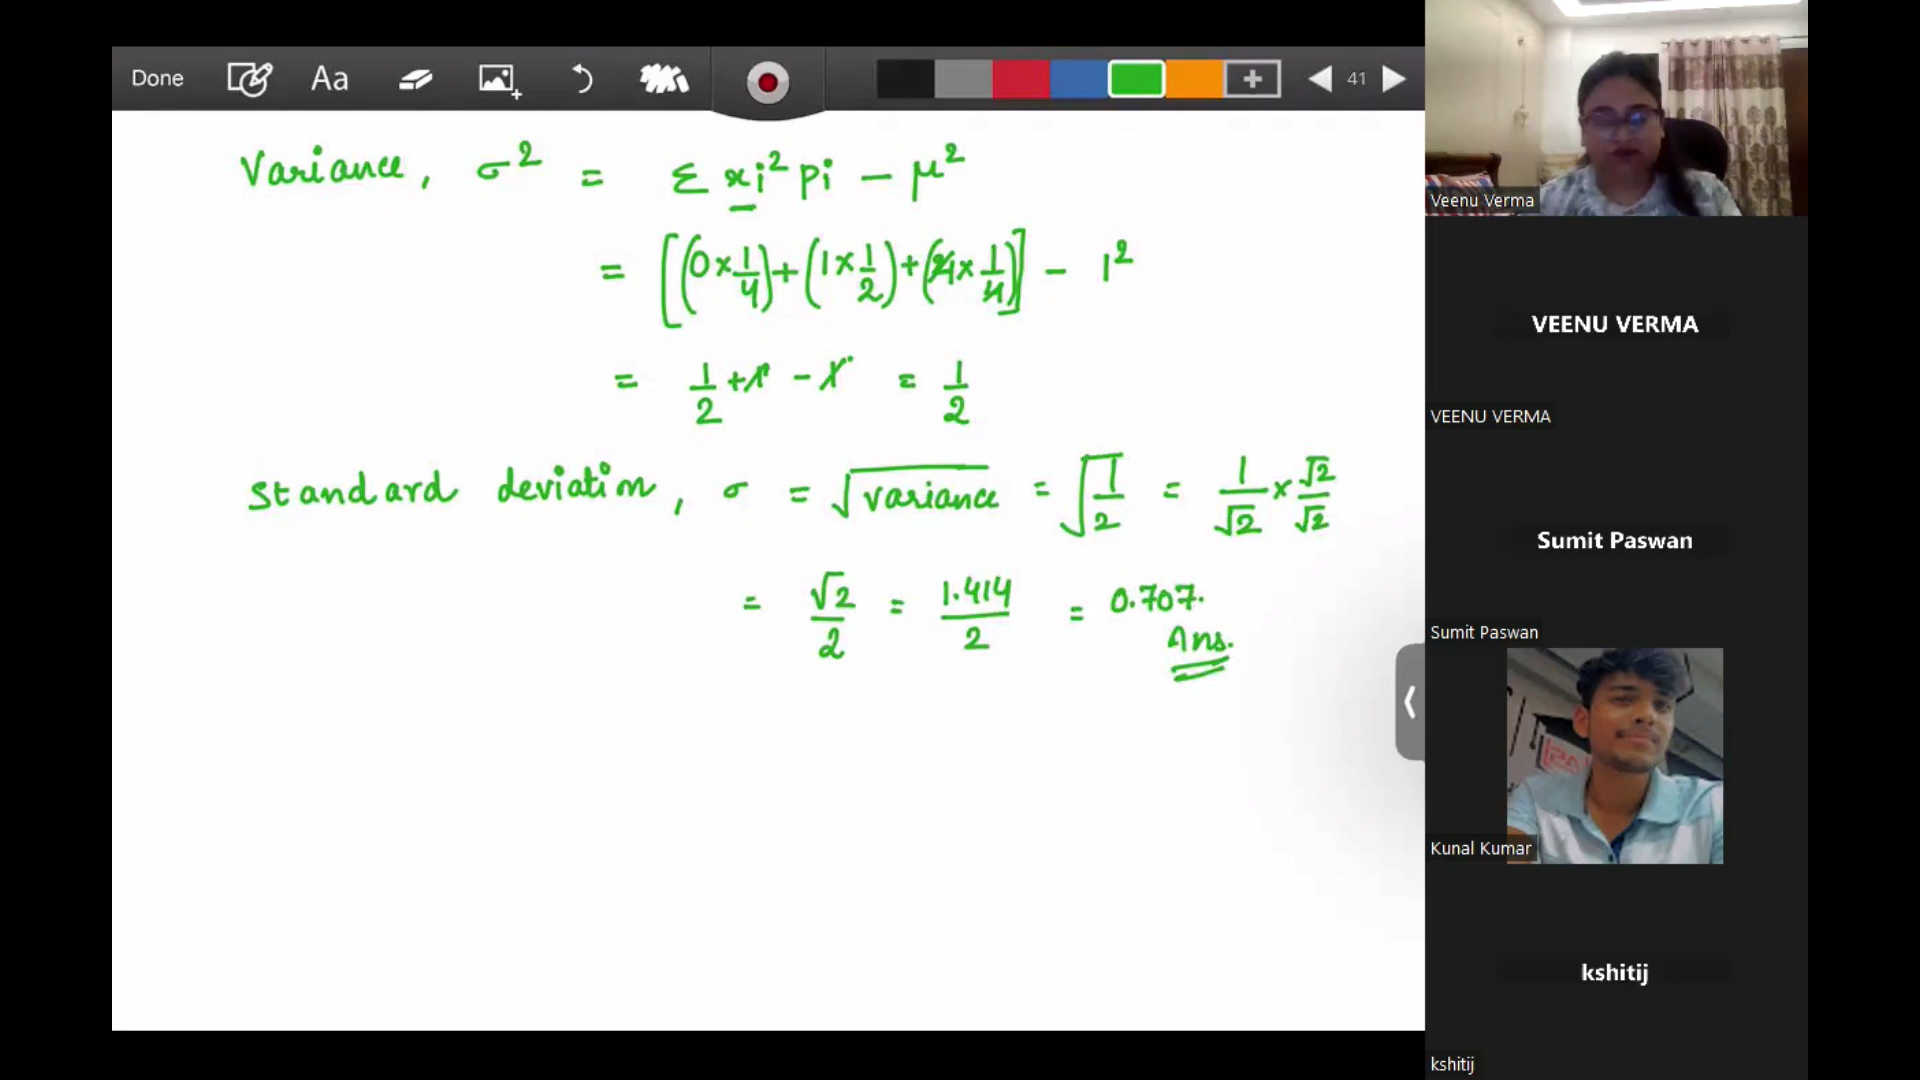 Done Aa 41
Variance, σ² = Σ xi² pi – μ²
= [(0×1/4)+(1×1/2)+(4×1/4)] – 1²
= 1/2 + 1 – 1 = 1/2
Standard deviation, σ = √variance = √1/2 = 1/√2 × √2/√2
= √2/2 = 1.414/2 = 0.707.
Ans.
Veenu Verma
VEENU VERMA
VEENU VERMA
Sumit Paswan
Sumit Paswan
Kunal Kumar
kshitij
kshitij